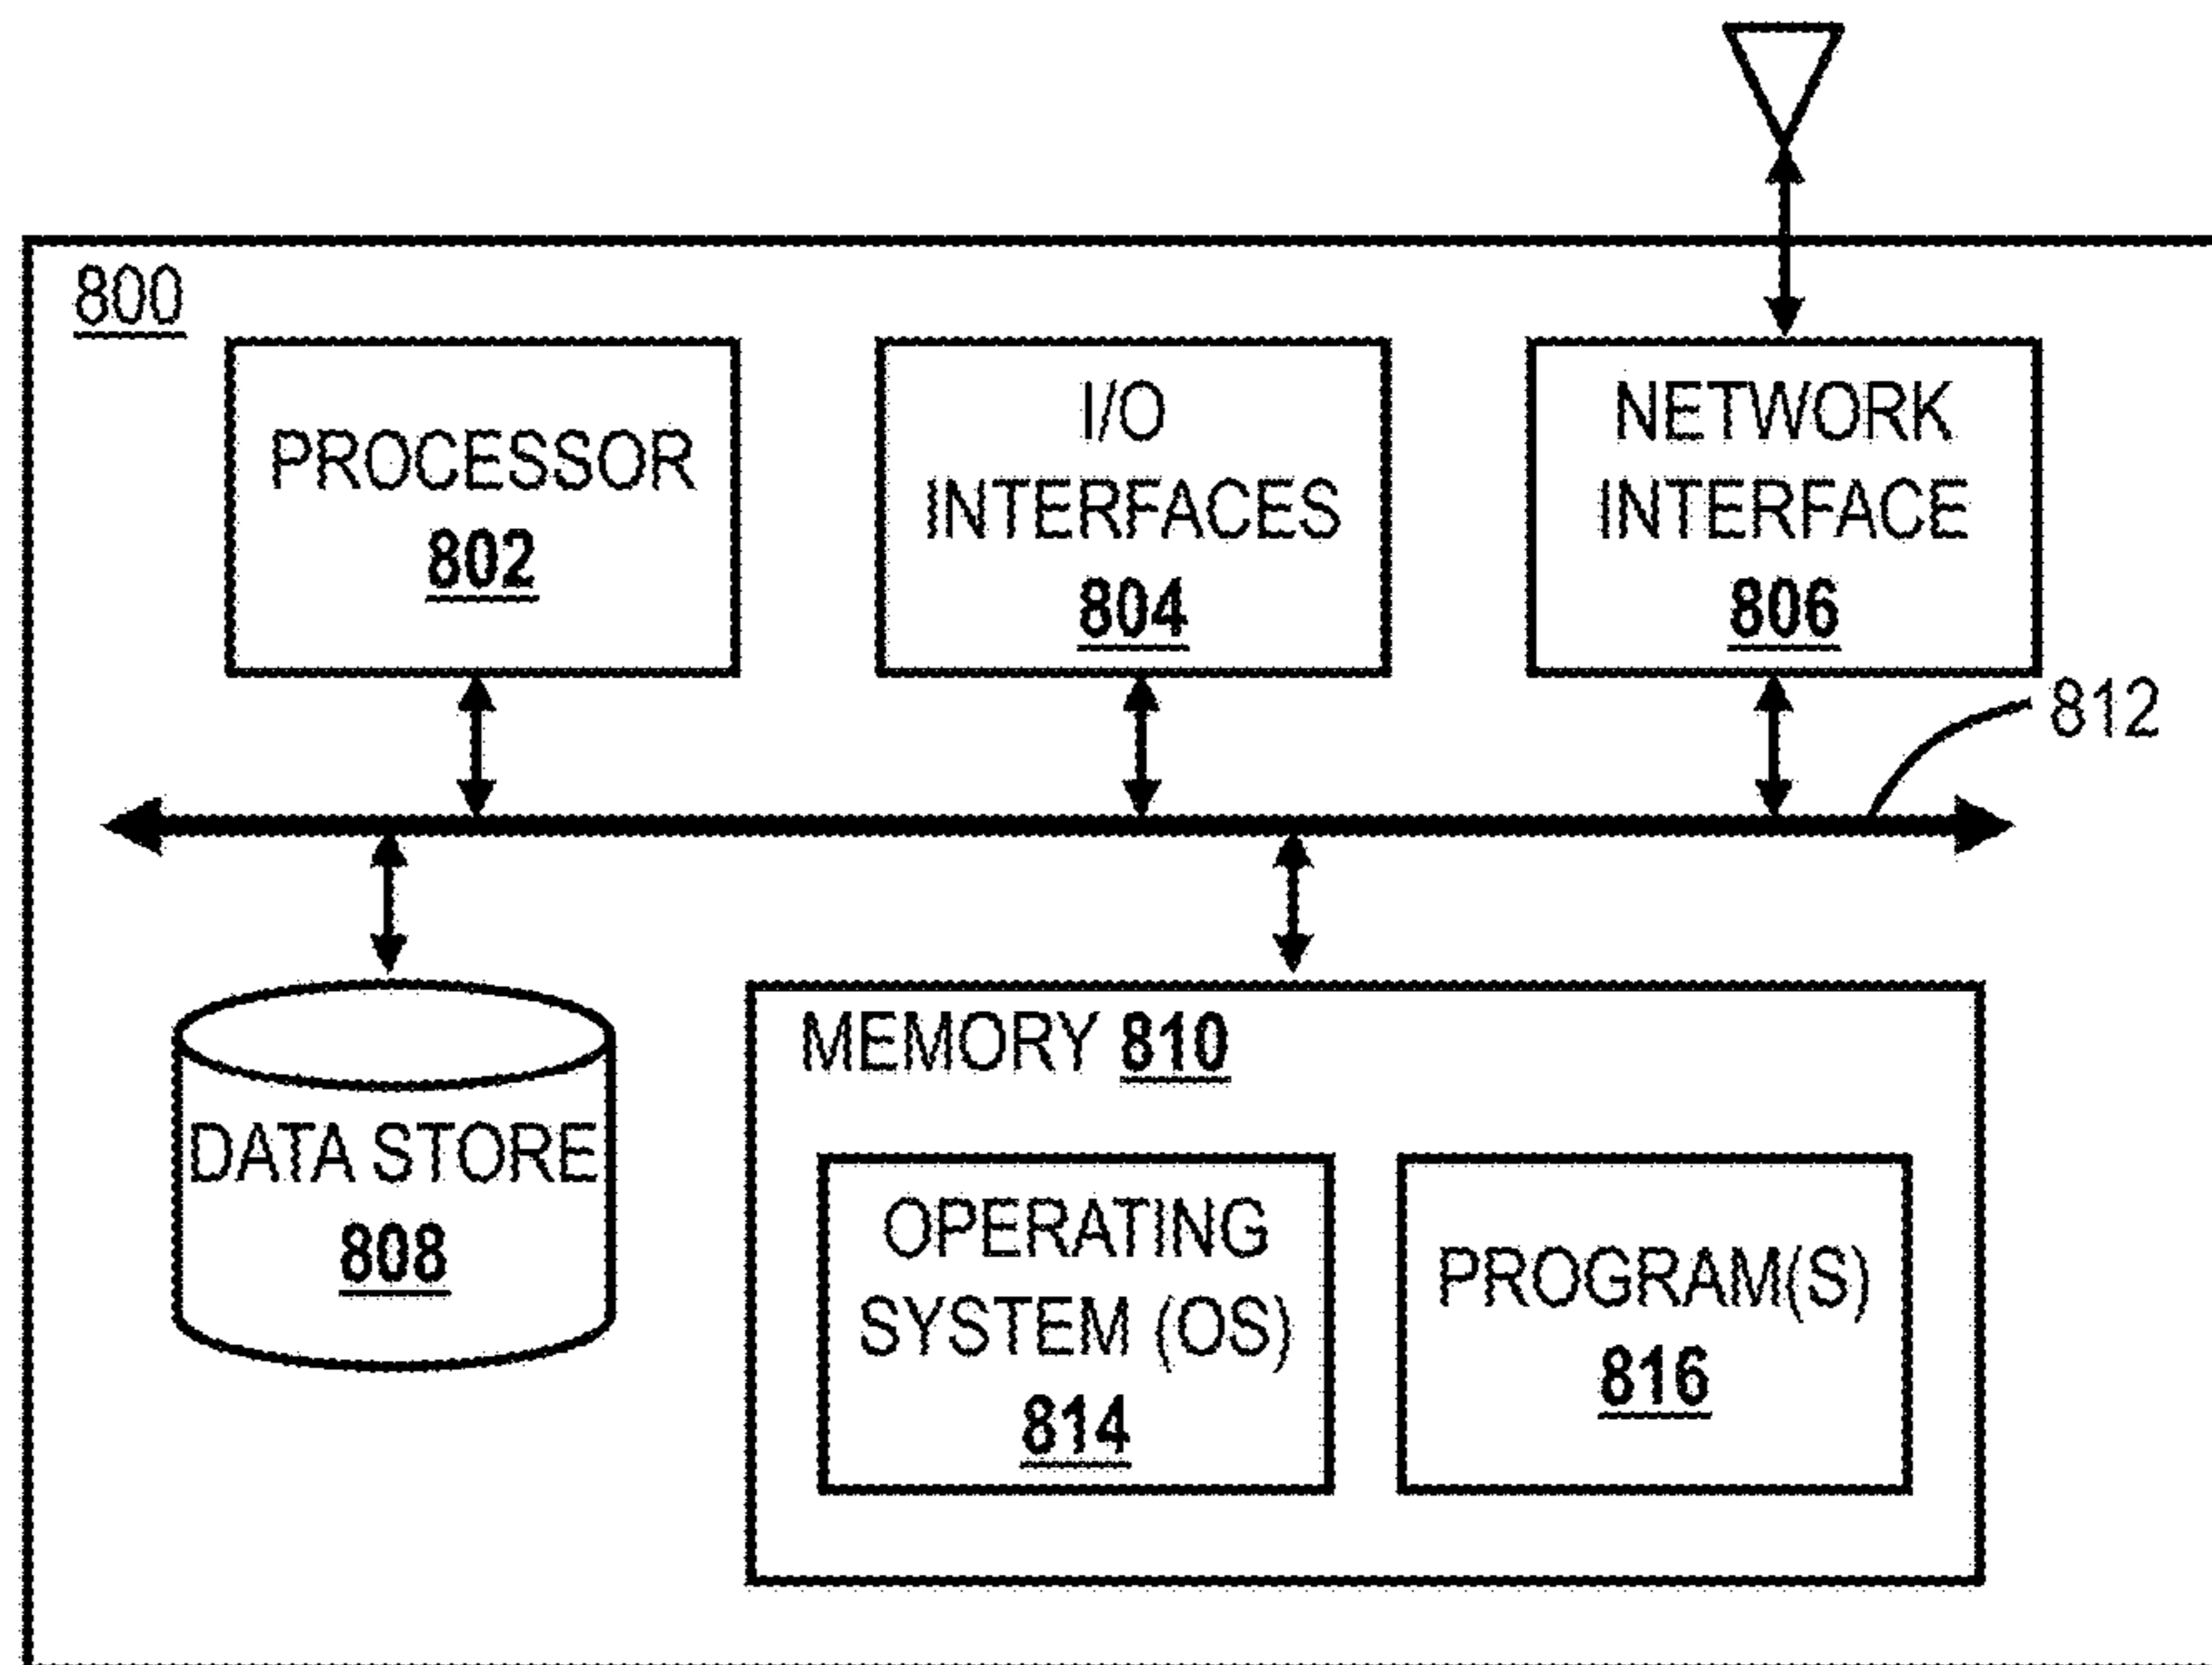 800
PROCESSOR
802
I/O
INTERFACES
804
NETWORK
INTERFACE
806
812
DATA STORE
808
MEMORY 810
OPERATING
SYSTEM (OS)
814
PROGRAM(S)
816